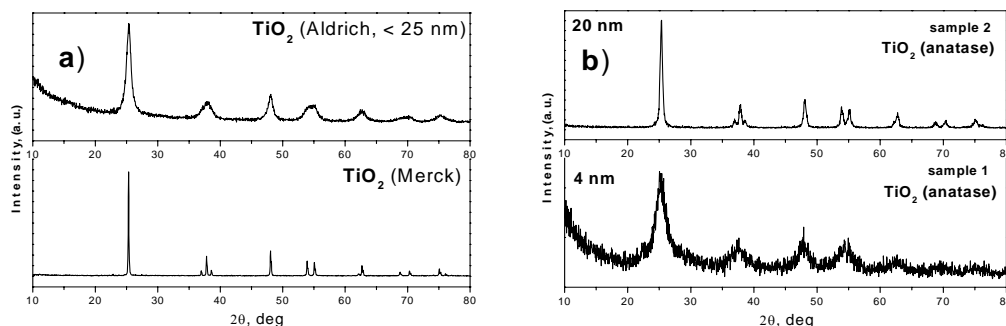 a)
TiO₂ (Aldrich, < 25 nm)
10 20 30 40 50 60 70 80
TiO₂ (Merck)
10 20 30 40 50 60 70 80
2θ, deg
Intensity, (a. u.)
b)
20 nm
sample 2
TiO₂ (anatase)
10 20 30 40 50 60 70 80
4 nm
sample 1
TiO₂ (anatase)
10 20 30 40 50 60 70 80
2θ, deg
Intensity, (a. u.)